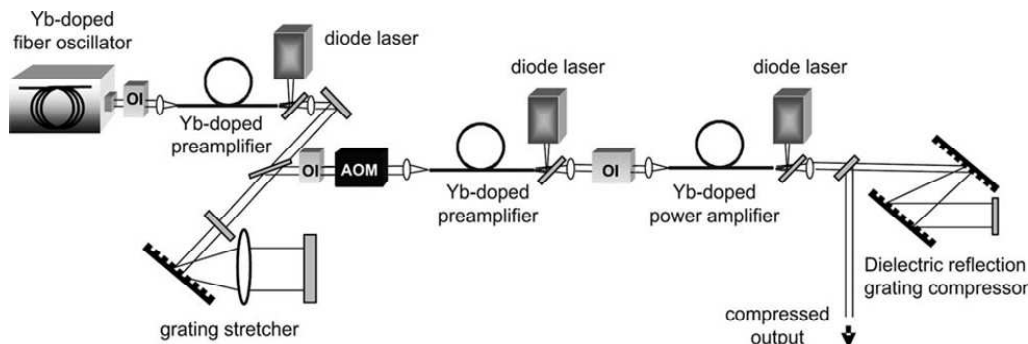 Yb-doped
fiber oscillator
diode laser
OI
Yb-doped
preamplifier
OI
AOM
diode laser
Yb-doped
preamplifier
OI
diode laser
Yb-doped
power amplifier
grating stretcher
Dielectric reflection
grating compressor
compressed
output